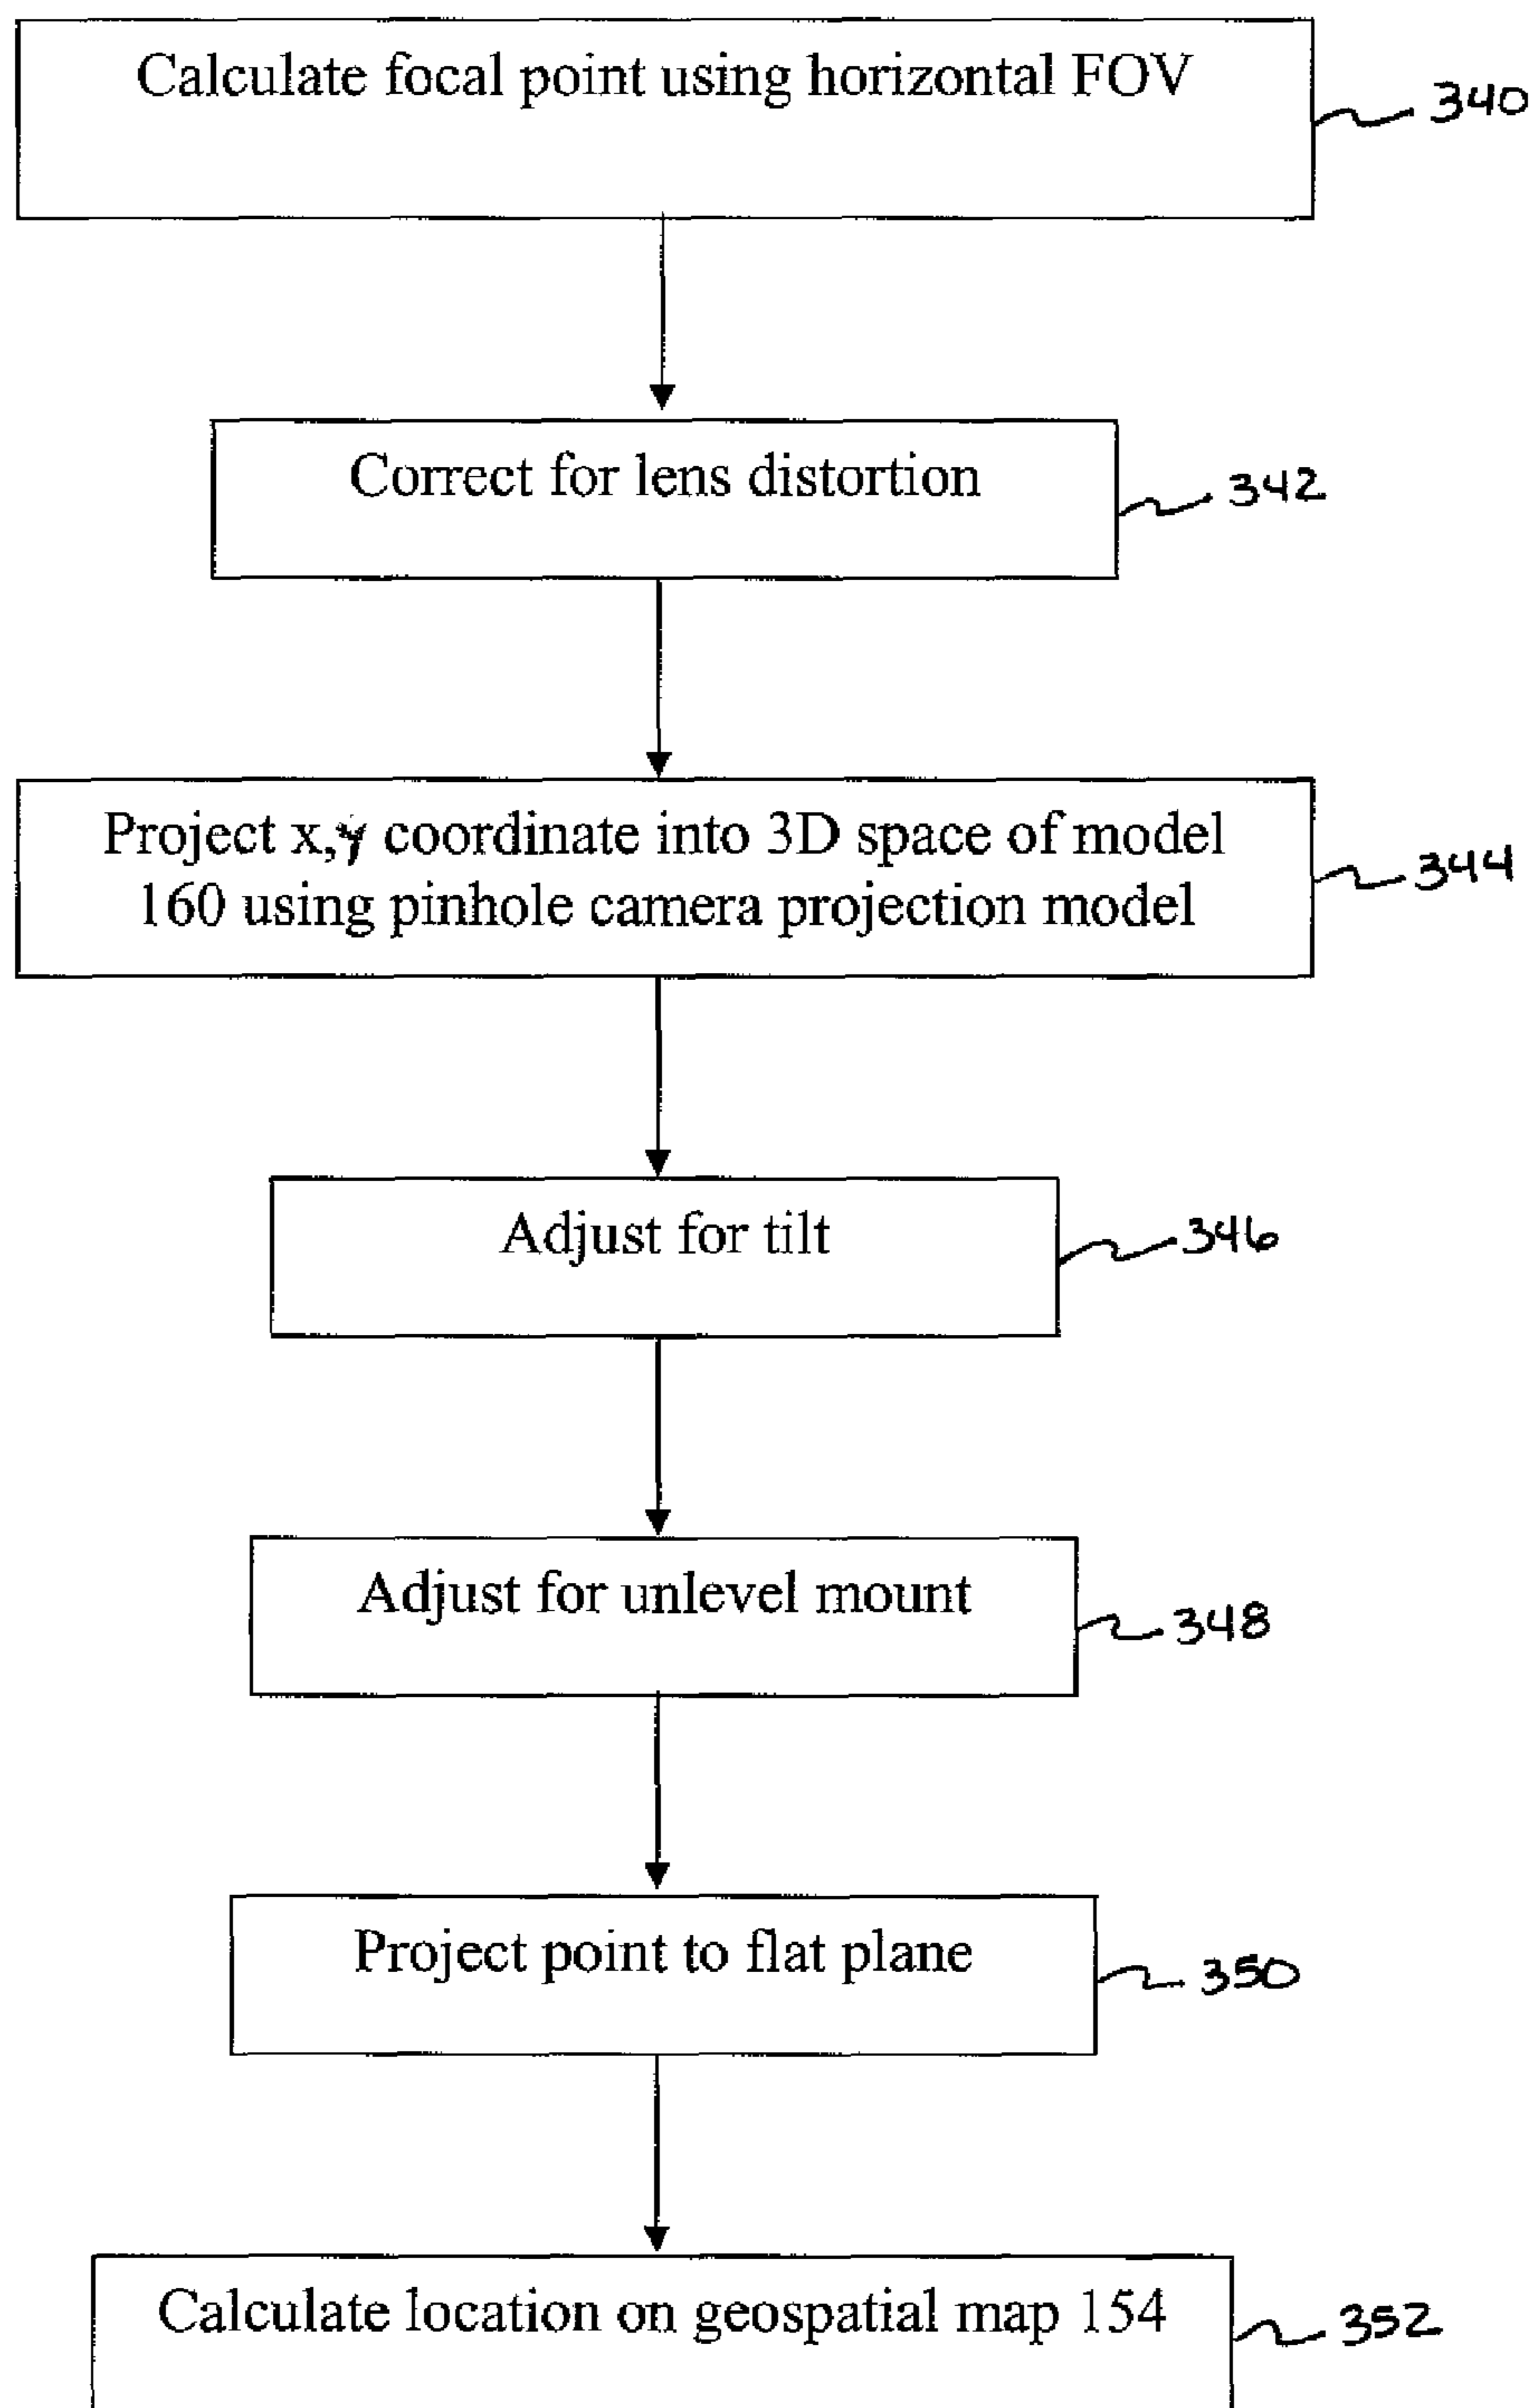 Calculate focal point using horizontal FOV
340
Correct for lens distortion
342
Project x,y coordinate into 3D space of model
160 using pinhole camera projection model
344
Adjust for tilt
346
Adjust for unlevel mount
348
Project point to flat plane
350
Calculate location on geospatial map 154
352